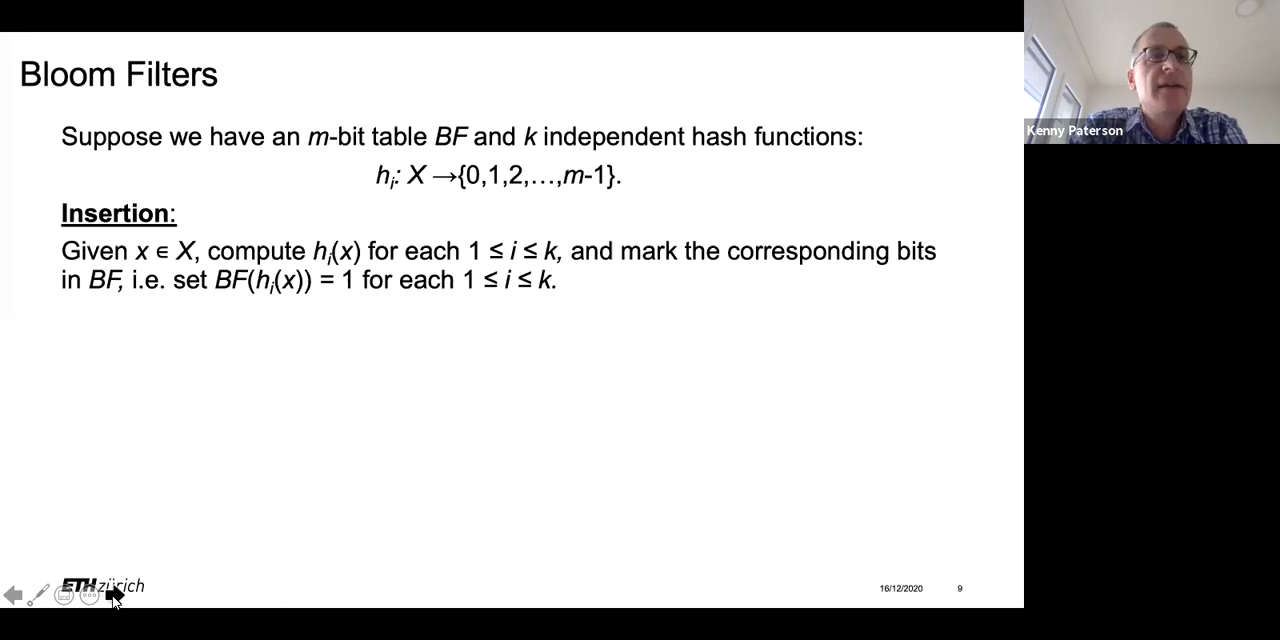 Bloom Filters
Suppose we have an m-bit table BF and k independent hash functions:
hᵢ: X →{0,1,2,…,m-1}.
Insertion:
Given x ∈ X, compute hᵢ(x) for each 1 ≤ i ≤ k, and mark the corresponding bits
in BF, i.e. set BF(hᵢ(x)) = 1 for each 1 ≤ i ≤ k.
ETH zürich
16/12/2020
9
Kenny Paterson